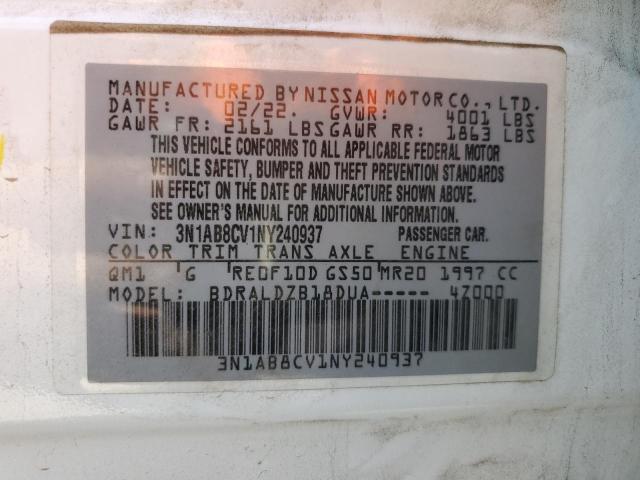 MANUFACTURED BY NISSAN MOTOR CO., LTD.
DATE: 02/22. GVWR: 4001 LBS
GAWR FR: 2161 LBS GAWR RR: 1863 LBS
THIS VEHICLE CONFORMS TO ALL APPLICABLE FEDERAL MOTOR
VEHICLE SAFETY, BUMPER AND THEFT PREVENTION STANDARDS
IN EFFECT ON THE DATE OF MANUFACTURE SHOWN ABOVE.
SEE OWNER'S MANUAL FOR ADDITIONAL INFORMATION.
VIN: 3N1AB8CV1NY240937 PASSENGER CAR.
COLOR TRIM TRANS AXLE ENGINE
QM1 'G RE0F10D GS50 MR20 1997 CC
MODEL: BDRALDZB18DUA----- 4Z000
3N1AB8CV1NY240937